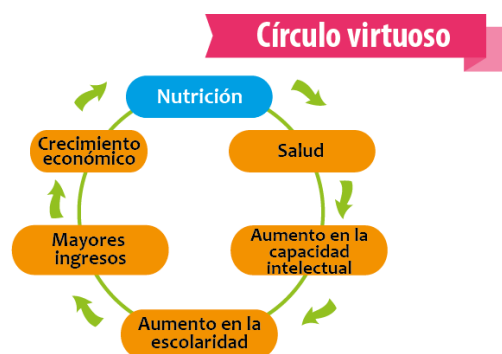 Círculo virtuoso
Nutrición
Salud
Aumento en la
capacidad
intelectual
Aumento en la
escolaridad
Mayores
ingresos
Crecimiento
económico